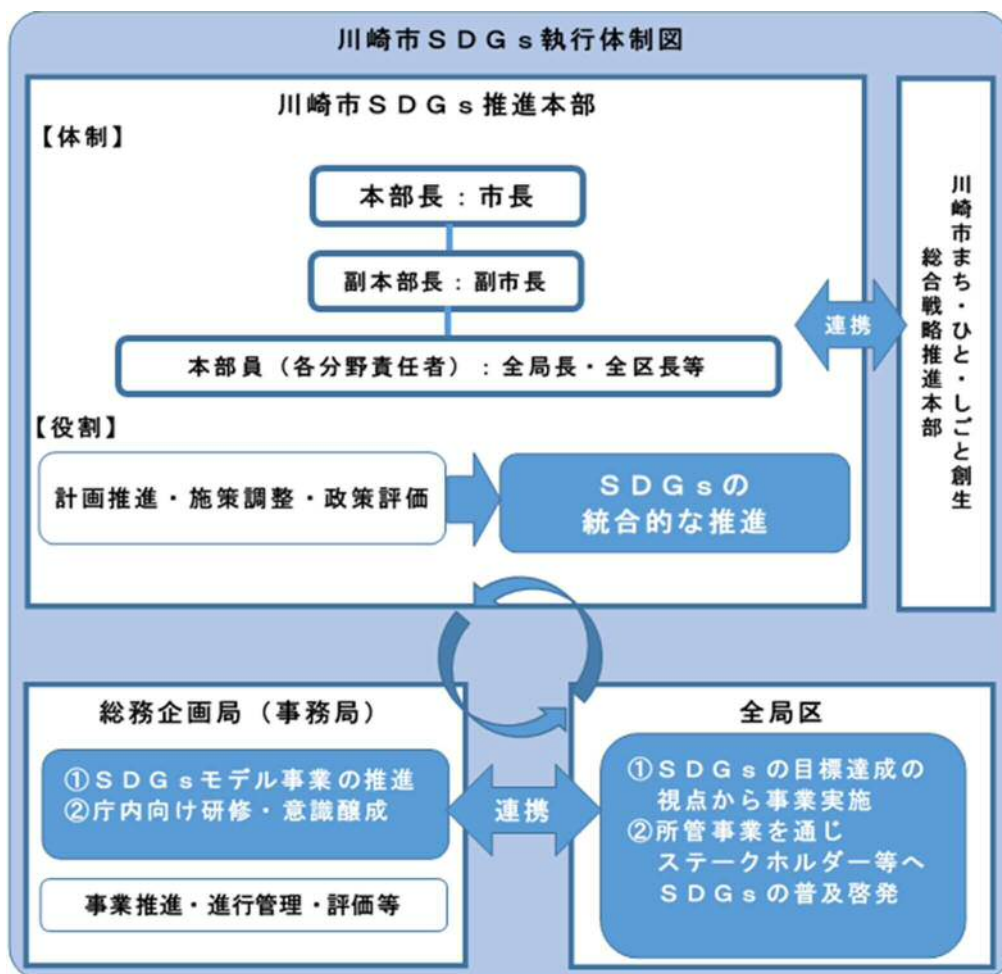 川崎市ＳＤＧｓ執行体制図
川崎市ＳＤＧｓ推進本部
【体制】
本部長：市長
副本部長：副市長
本部員（各分野責任者）：全局長・全区長等
【役割】
計画推進・施策調整・政策評価
ＳＤＧｓの
統合的な推進
連携
川崎市まち・ひと・しごと創生
総合戦略推進本部
総務企画局（事務局）
①ＳＤＧｓモデル事業の推進
②庁内向け研修・意識醸成
事業推進・進行管理・評価等
連携
全局区
①ＳＤＧｓの目標達成の
視点から事業実施
②所管事業を通じ
ステークホルダー等へ
ＳＤＧｓの普及啓発